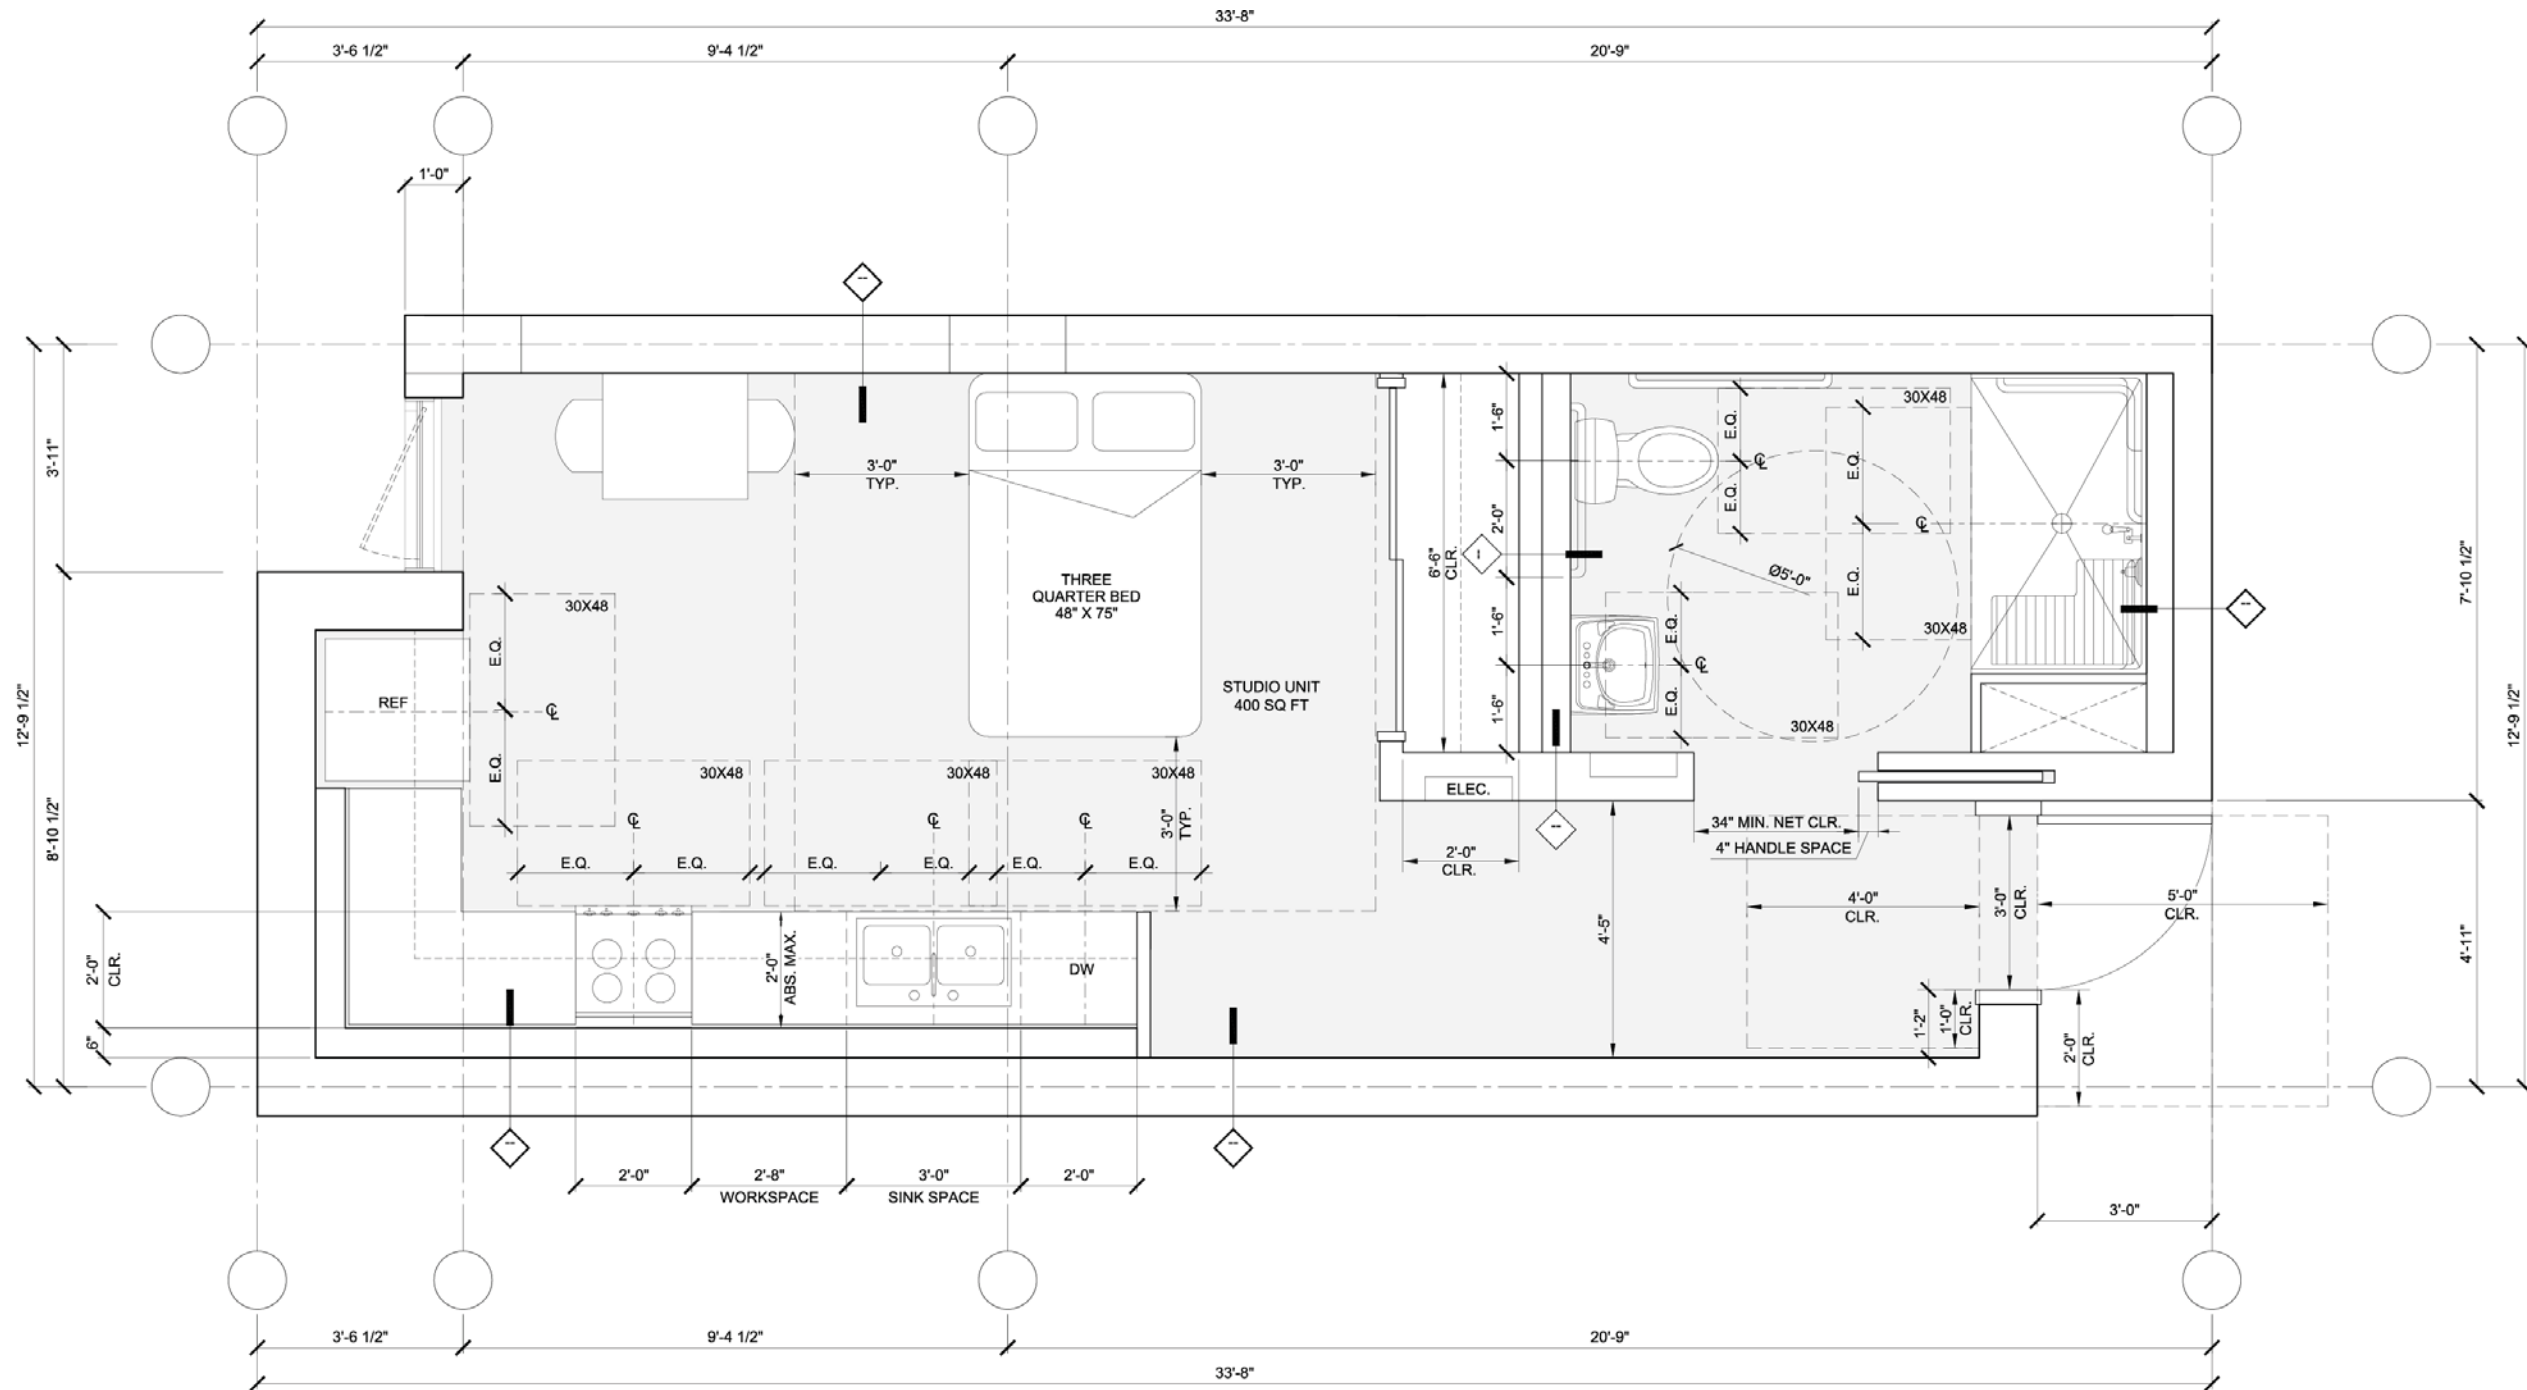 33'-8"
3'-6 1/2"
9'-4 1/2"
20'-9"
1'-0"
--
3'-11"
8'-10 1/2"
12'-9 1/2"
3'-0"
TYP.
3'-0"
TYP.
THREE
QUARTER BED
48" X 75"
STUDIO UNIT
400 SQ FT
30X48
E.Q.
E.Q.
REF
℄
30X48
30X48
30X48
℄
℄
℄
E.Q.
E.Q.
E.Q.
E.Q.
E.Q.
E.Q.
3'-0"
TYP.
6'-6"
CLR.
1'-6"
2'-0"
1'-6"
1'-6"
--
30X48
E.Q.
E.Q.
℄
E.Q.
E.Q.
℄
Ø5'-0"
30X48
E.Q.
E.Q.
℄
30X48
--
7'-10 1/2"
12'-9 1/2"
4'-11"
ELEC.
34" MIN. NET CLR.
4" HANDLE SPACE
--
2'-0"
CLR.
4'-5"
4'-0"
CLR.
3'-0"
CLR.
5'-0"
CLR.
1'-2"
1'-0"
CLR.
2'-0"
CLR.
2'-0"
CLR.
6"
2'-0"
ABS. MAX.
DW
--
--
2'-0"
2'-8"
WORKSPACE
3'-0"
SINK SPACE
2'-0"
3'-0"
3'-6 1/2"
9'-4 1/2"
20'-9"
33'-8"